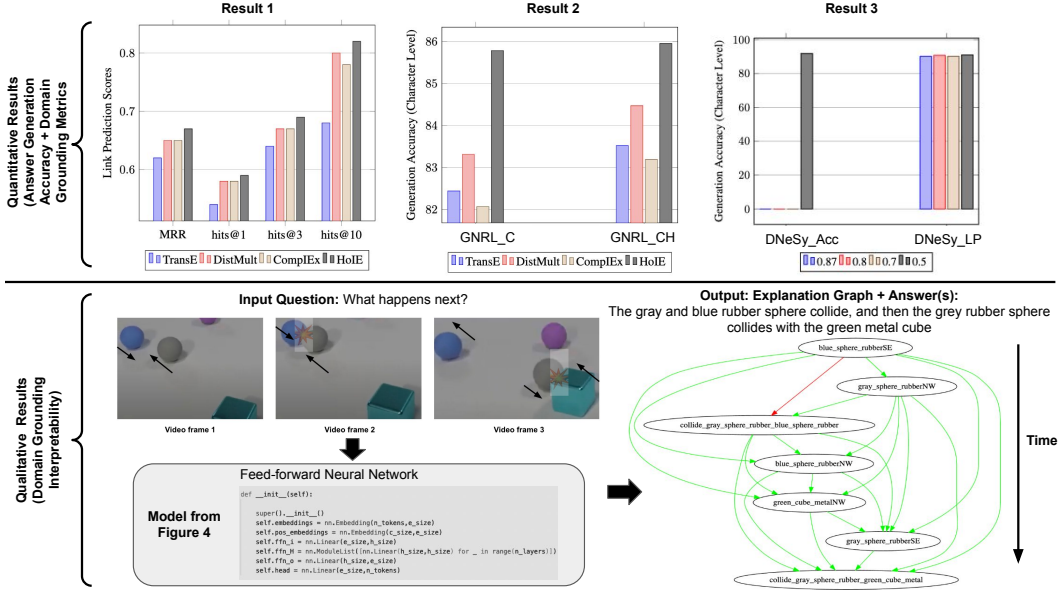 Result 1
Result 2
Result 3
Quantitative Results
(Answer Generation
Accuracy + Domain
Grounding Metrics
Link Prediction Scores
0.8
0.7
0.6
MRR hits@1 hits@3 hits@10
TransE DistMult ComplEx HolE
Generation Accuracy (Character Level)
86
85
84
83
82
GNRL_C GNRL_CH
TransE DistMult ComplEx HolE
Generation Accuracy (Character Level)
100
80
60
40
20
0
DNeSy_Acc DNeSy_LP
0.87 0.8 0.7 0.5
Qualitative Results
(Domain Grounding
Interpretability)
Input Question: What happens next?
Video frame 1
Video frame 2
Video frame 3
Feed-forward Neural Network
Model from
Figure 4
def __init__(self):
super().__init__()
self.embeddings = nn.Embedding(n_tokens,e_size)
self.pos_embeddings = nn.Embedding(c_size,e_size)
self.ffn_i = nn.Linear(e_size,h_size)
self.ffn_H = nn.ModuleList([nn.Linear(h_size,h_size) for _ in range(n_layers)])
self.ffn_o = nn.Linear(h_size,e_size)
self.head = nn.Linear(e_size,n_tokens)
Output: Explanation Graph + Answer(s):
The gray and blue rubber sphere collide, and then the grey rubber sphere
collides with the green metal cube
blue_sphere_rubberSE
gray_sphere_rubberNW
collide_gray_sphere_rubber_blue_sphere_rubber
blue_sphere_rubberNW
green_cube_metalNW
gray_sphere_rubberSE
collide_gray_sphere_rubber_green_cube_metal
Time